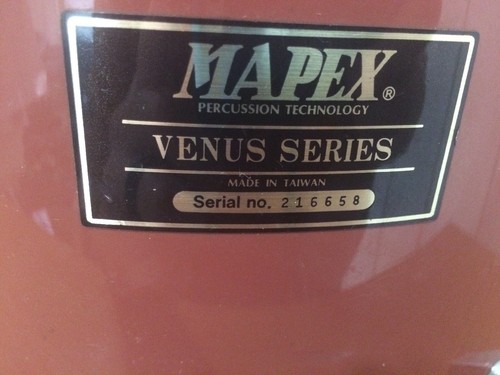 MAPEX®
PERCUSSION TECHNOLOGY
VENUS SERIES
MADE IN TAIWAN
Serial no. 216658